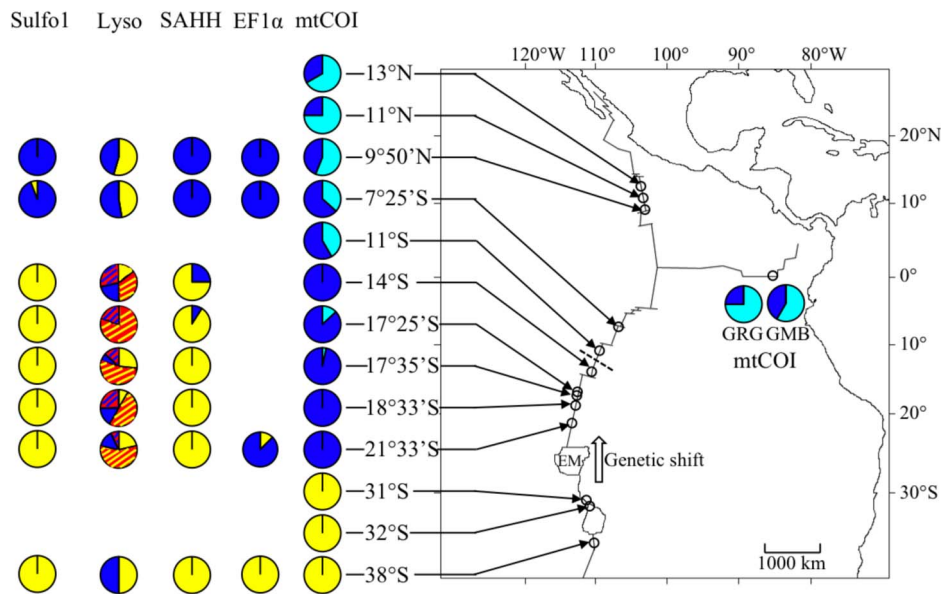 Sulfo1 Lyso SAHH EF1α mtCOI
120°W 110°W 90°W 80°W
13°N
11°N
9°50'N
7°25'S
11°S
14°S
17°25'S
17°35'S
18°33'S
21°33'S
31°S
32°S
38°S
20°N
10°N
0°
10°S
20°S
30°S
GRG GMB
mtCOI
EM
Genetic shift
1000 km